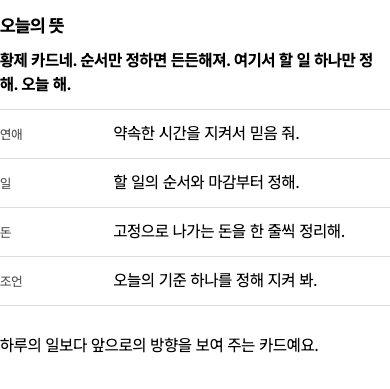 오늘의 뜻
황제 카드네. 순서만 정하면 든든해져. 여기서 할 일 하나만 정
해. 오늘 해.
연애 약속한 시간을 지켜서 믿음 줘.
일 할 일의 순서와 마감부터 정해.
돈 고정으로 나가는 돈을 한 줄씩 정리해.
조언 오늘의 기준 하나를 정해 지켜 봐.
하루의 일보다 앞으로의 방향을 보여 주는 카드예요.